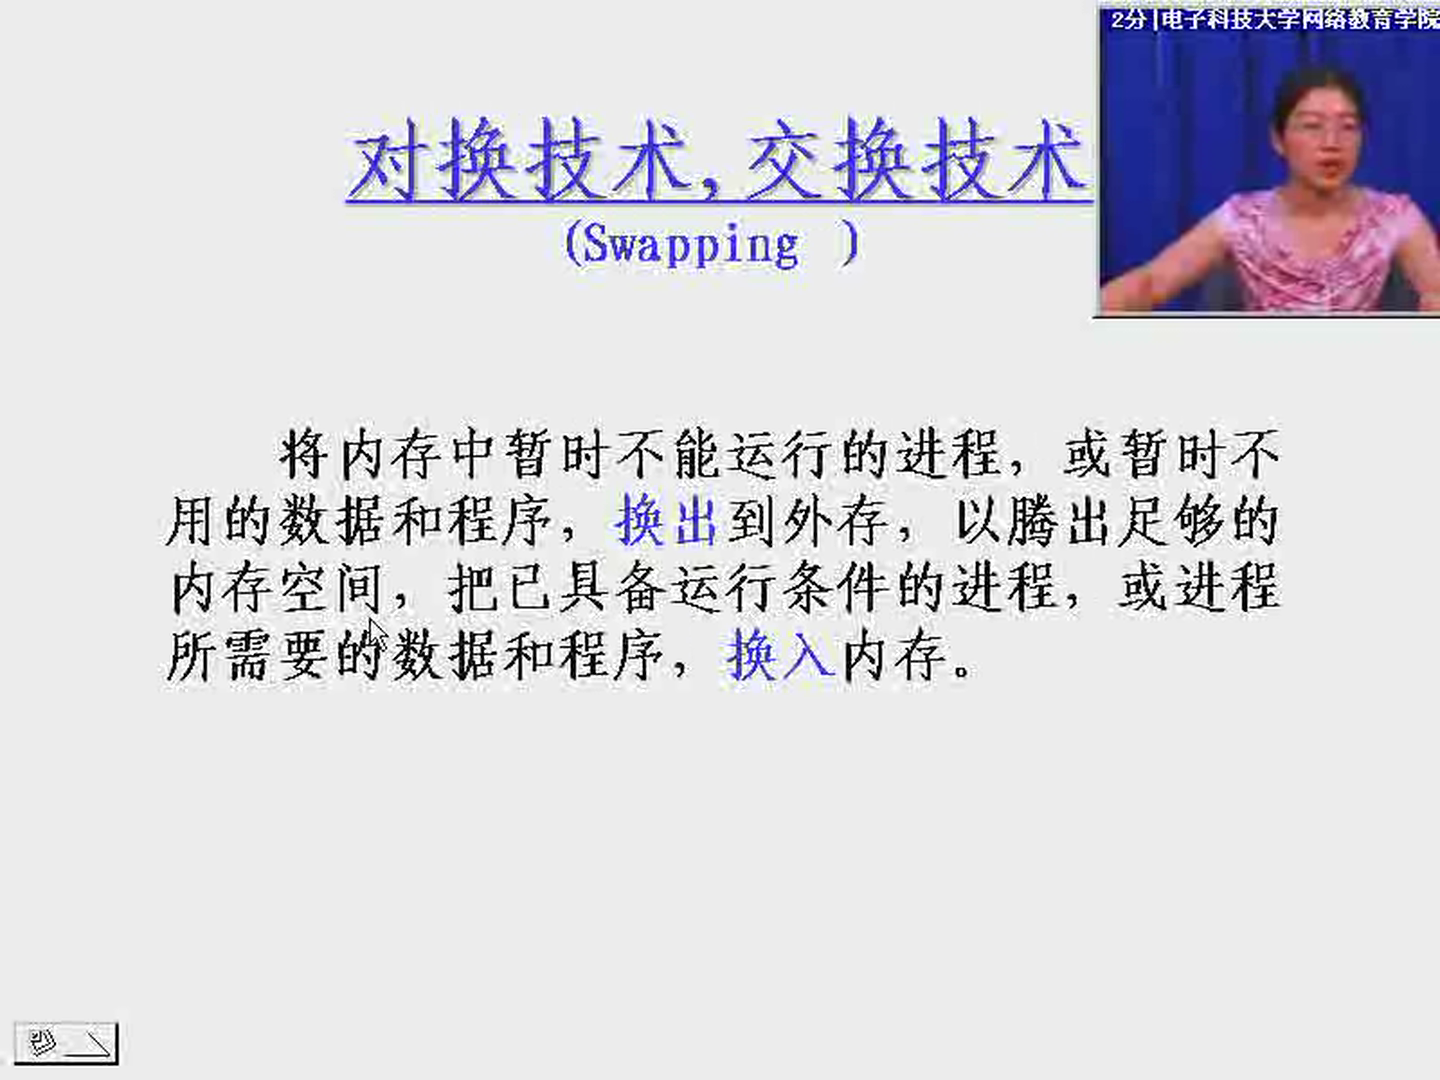 2分|电子科技大学网络教育学院
对换技术,交换技术
(Swapping )
将内存中暂时不能运行的进程，或暂时不
用的数据和程序，换出到外存，以腾出足够的
内存空间，把已具备运行条件的进程，或进程
所需要的数据和程序，换入内存。